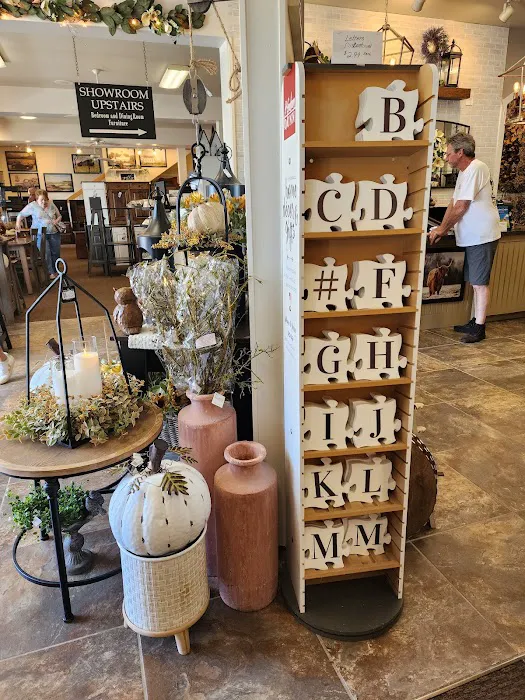 SHOWROOM
UPSTAIRS
Bedroom and Dining Room
Furniture
B
C D
# F
G H
I J
K L
M M